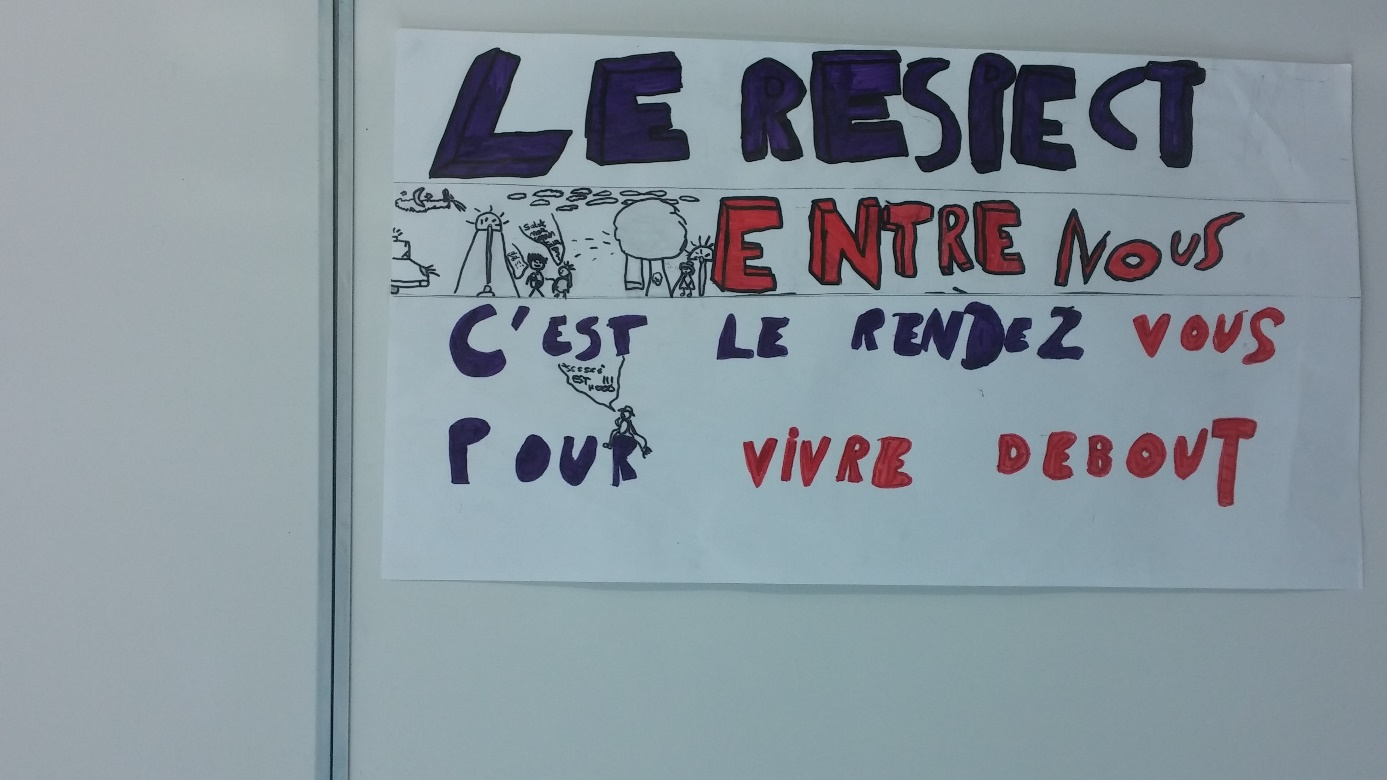 LE RESPECT
ENTRE NOUS
C'EST LE RENDEZ VOUS
POUR VIVRE DEBOUT